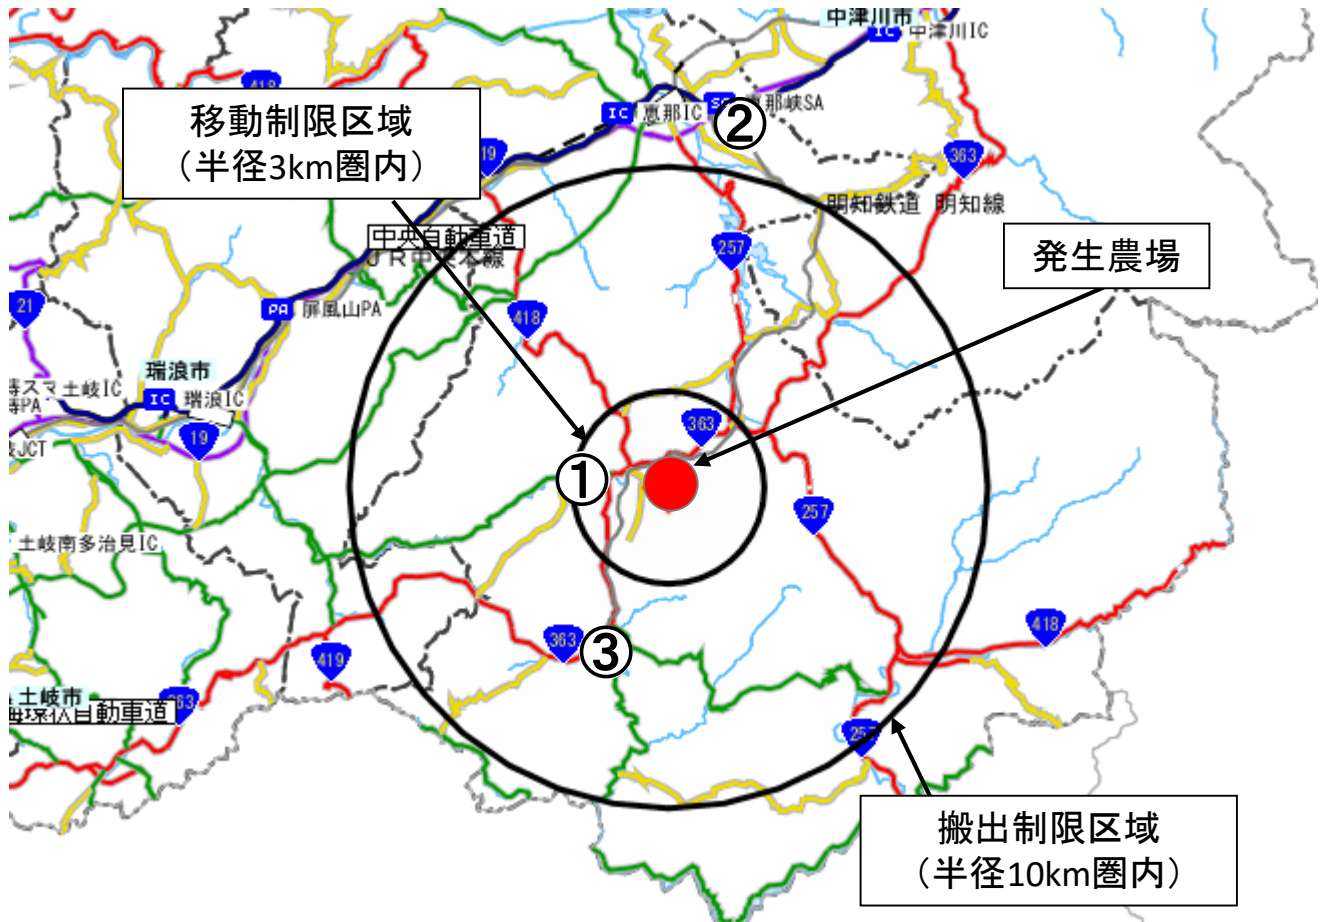 中津川市
IC 中津川IC
418
移動制限区域
（半径3km圏内）
IC 恵那IC
恵那峡SA
②
19
363
明知鉄道 明知線
中央自動車道
JR中央本線
257
発生農場
21
PA 屏風山PA
418
瑞浪市
土岐IC
IC 瑞浪IC
19
JCT
363
①
257
土岐南多治見IC
363
③
418
419
土岐市
自動車道
搬出制限区域
（半径10km圏内）